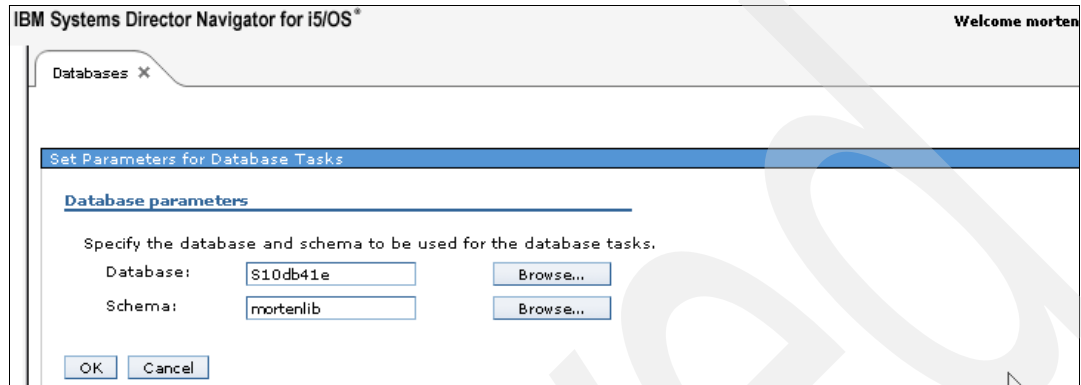 IBM Systems Director Navigator for i5/OS® Welcome morten
Databases ×
Set Parameters for Database Tasks
Database parameters
Specify the database and schema to be used for the database tasks.
Database: S10db41e Browse...
Schema: mortenlib Browse...
OK Cancel